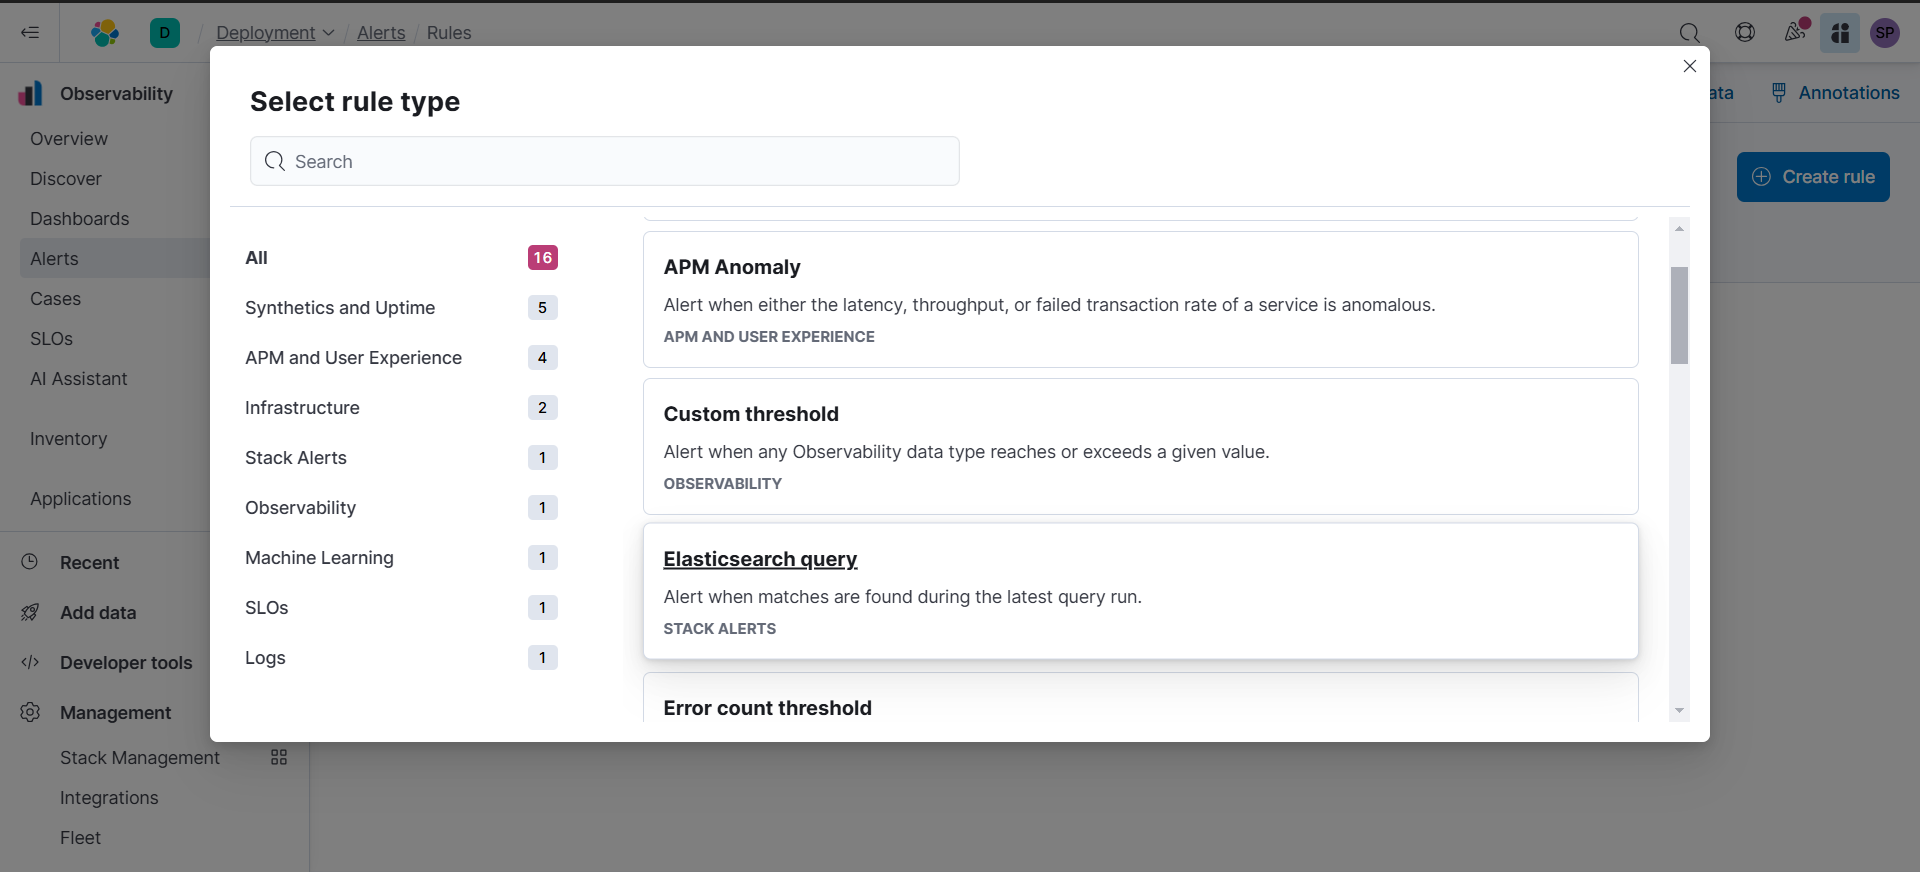 D
Deployment
Alerts
Rules
SP
Observability
Overview
Discover
Dashboards
Alerts
Cases
SLOs
AI Assistant
Inventory
Applications
Recent
Add data
Developer tools
Management
Stack Management
Integrations
Fleet
ata
Annotations
Create rule
Select rule type
Search
All 16
Synthetics and Uptime 5
APM and User Experience 4
Infrastructure 2
Stack Alerts 1
Observability 1
Machine Learning 1
SLOs 1
Logs 1
APM Anomaly
Alert when either the latency, throughput, or failed transaction rate of a service is anomalous.
APM AND USER EXPERIENCE
Custom threshold
Alert when any Observability data type reaches or exceeds a given value.
OBSERVABILITY
Elasticsearch query
Alert when matches are found during the latest query run.
STACK ALERTS
Error count threshold